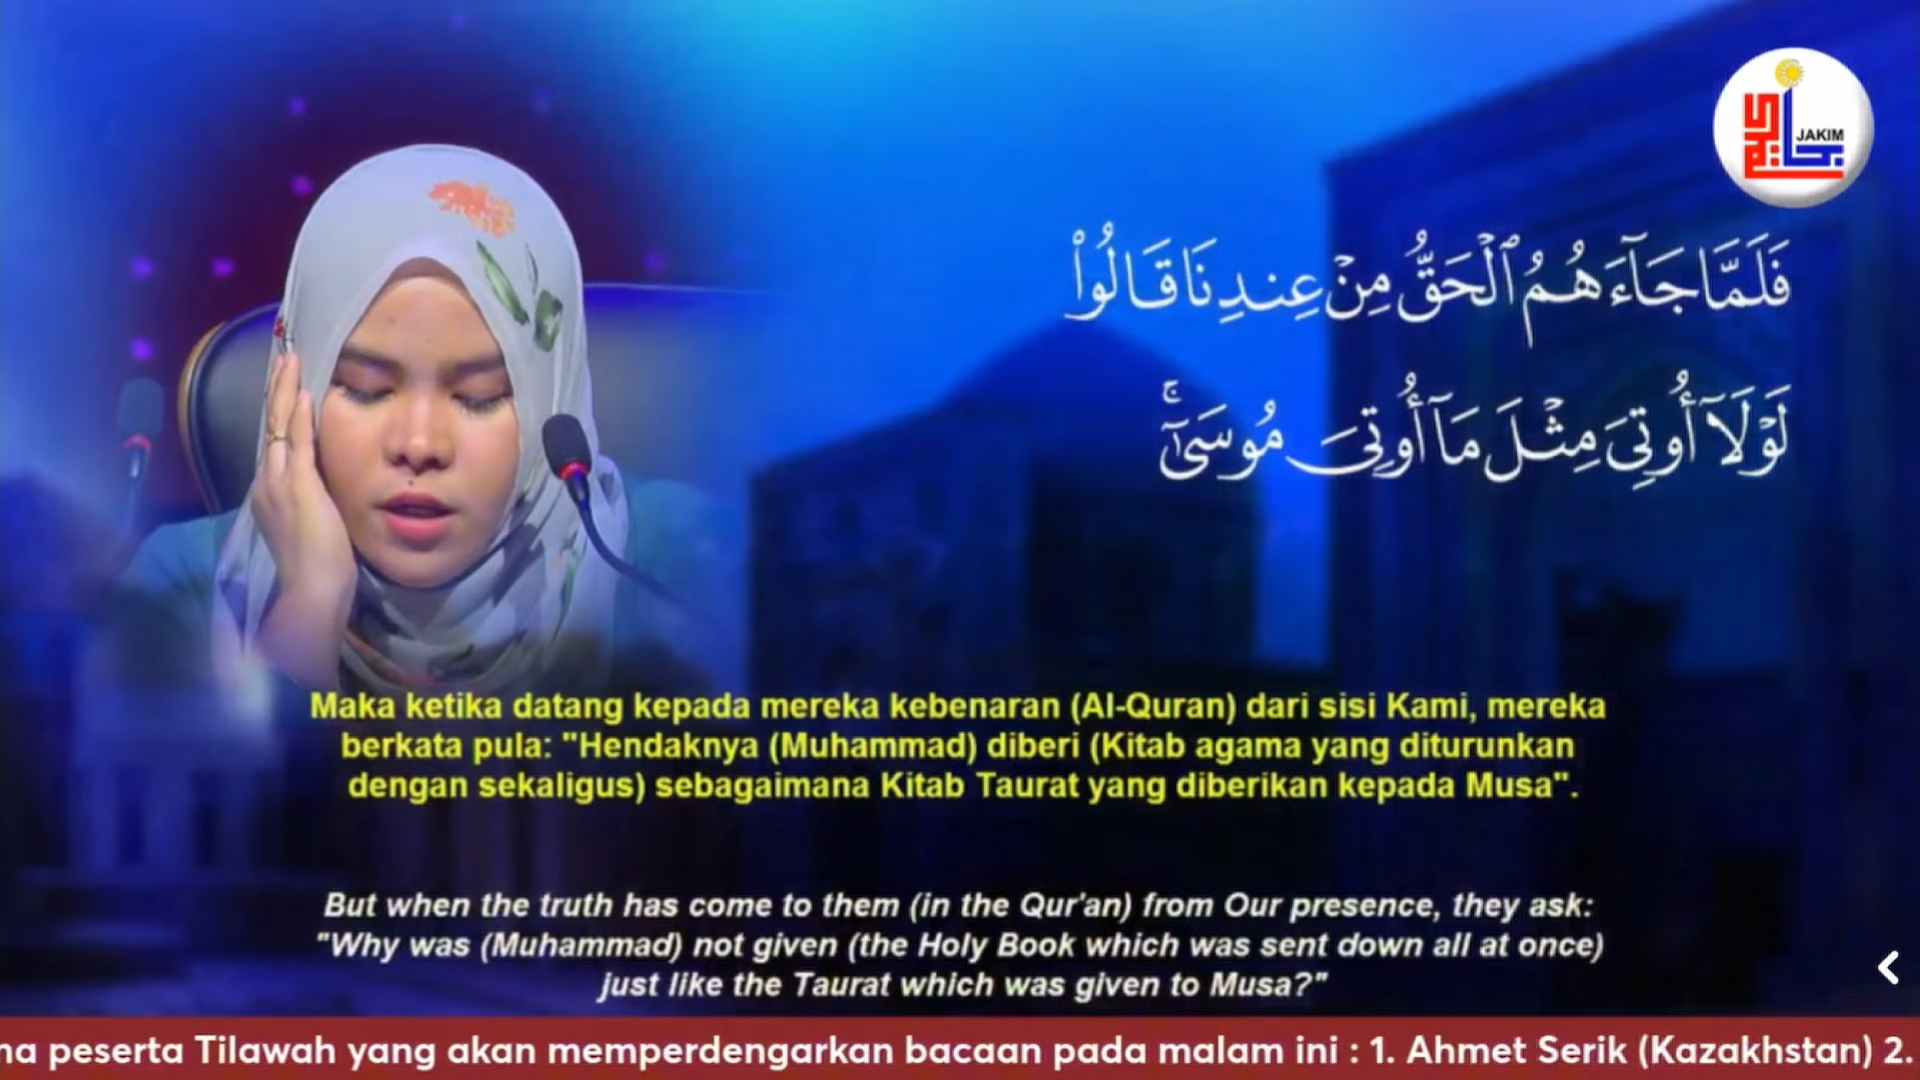 JAKIM
فَلَمَّا جَآءَهُمُ ٱلْحَقُّ مِنْ عِندِنَا قَالُوا۟
لَوْلَآ أُوتِىَ مِثْلَ مَآ أُوتِىَ مُوسَىٰٓ ۚ
Maka ketika datang kepada mereka kebenaran (Al-Quran) dari sisi Kami, mereka
berkata pula: "Hendaknya (Muhammad) diberi (Kitab agama yang diturunkan
dengan sekaligus) sebagaimana Kitab Taurat yang diberikan kepada Musa".
But when the truth has come to them (in the Qur'an) from Our presence, they ask:
"Why was (Muhammad) not given (the Holy Book which was sent down all at once)
just like the Taurat which was given to Musa?"
na peserta Tilawah yang akan memperdengarkan bacaan pada malam ini : 1. Ahmet Serik (Kazakhstan) 2.